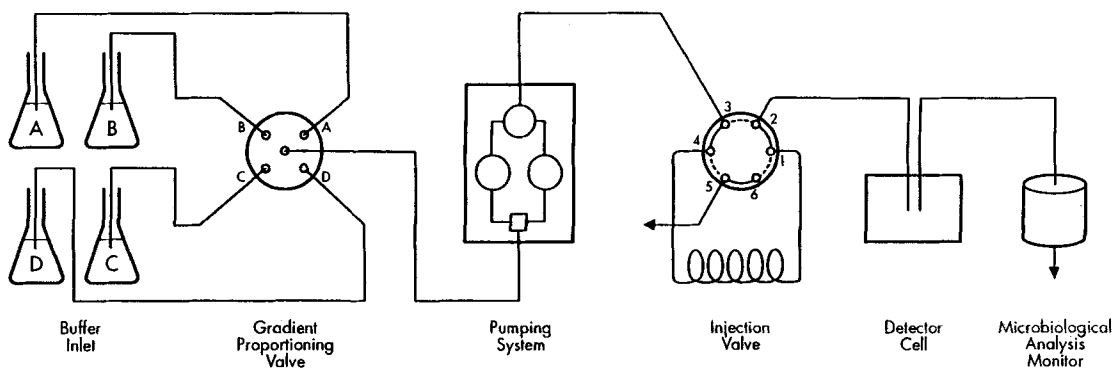 A
B
D
C
B
A
C
D
3
2
4
1
5
6
Buffer
Inlet
Gradient
Proportioning
Valve
Pumping
System
Injection
Valve
Detector
Cell
Microbiological
Analysis
Monitor